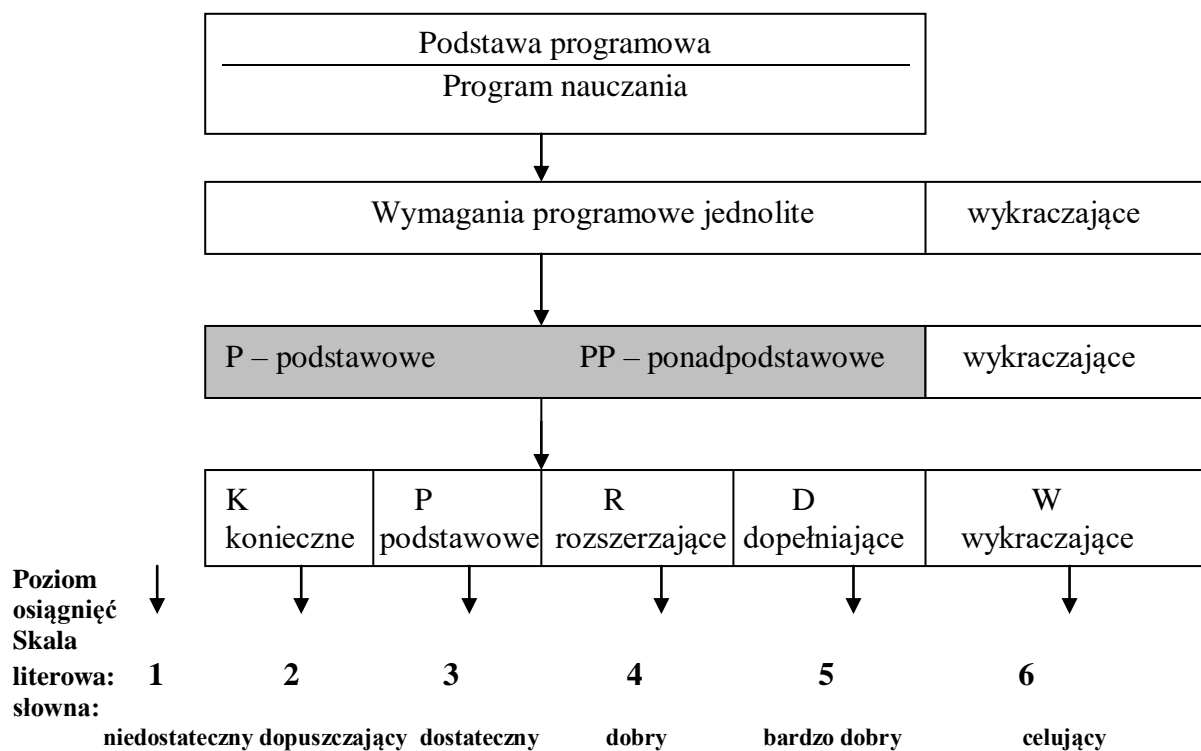 Podstawa programowa
Program nauczania
Wymagania programowe jednolite wykraczające
P – podstawowe PP – ponadpodstawowe wykraczające
K P R D W
konieczne podstawowe rozszerzające dopełniające wykraczające
Poziom
osiągnięć
Skala
literowa: 1 2 3 4 5 6
słowna:
niedostateczny dopuszczający dostateczny dobry bardzo dobry celujący